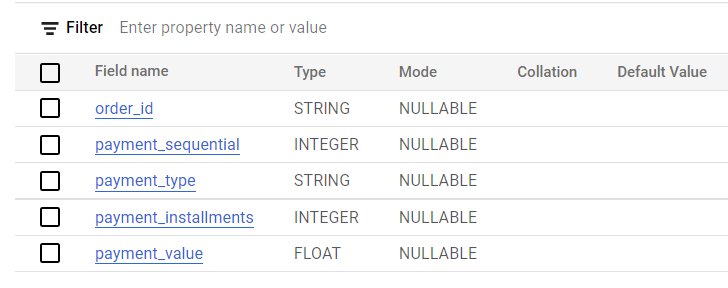 Filter Enter property name or value
Field name Type Mode Collation Default Value
order_id STRING NULLABLE
payment_sequential INTEGER NULLABLE
payment_type STRING NULLABLE
payment_installments INTEGER NULLABLE
payment_value FLOAT NULLABLE